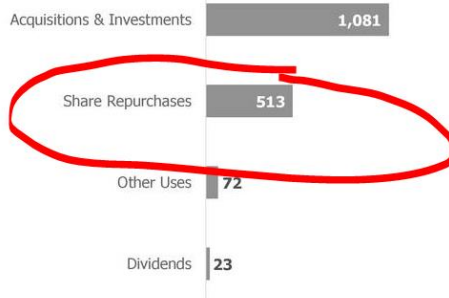 Acquisitions & Investments 1,081
Share Repurchases 513
Other Uses 72
Dividends 23